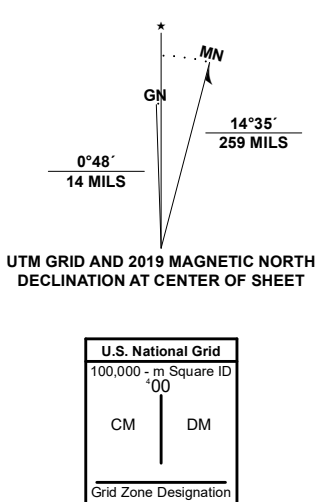 ★
MN
GN
14°35´
259 MILS
0°48´
14 MILS
UTM GRID AND 2019 MAGNETIC NORTH
DECLINATION AT CENTER OF SHEET
U.S. National Grid
100,000 - m Square ID
⁴00
CM DM
Grid Zone Designation